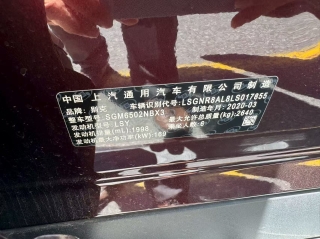 中国 上汽通用汽车有限公司制造
品牌：别克 车辆识别代号：LSGNR8AL8LS017855
整车型号：SGM6502NBX3 制造年月：2020-03
发动机型号：LSY 最大允许总质量(kg):2640
发动机排量(mL):1998 乘坐人数：6
发动机最大净功率(kW):169